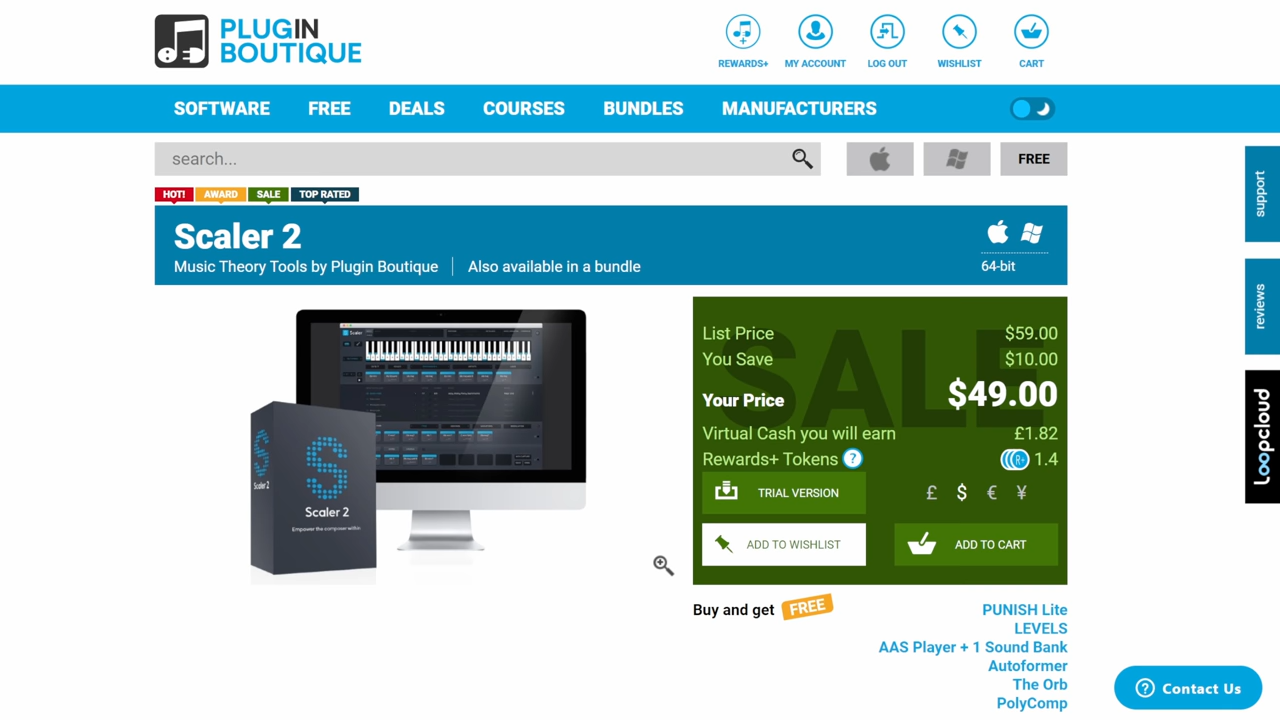 PLUGIN
BOUTIQUE
REWARDS+
MY ACCOUNT
LOG OUT
WISHLIST
CART
SOFTWARE
FREE
DEALS
COURSES
BUNDLES
MANUFACTURERS
search...
FREE
HOT!
AWARD
SALE
TOP RATED
Scaler 2
Music Theory Tools by Plugin Boutique
Also available in a bundle
64-bit
SALE
List Price $59.00
You Save $10.00
Your Price $49.00
Virtual Cash you will earn £1.82
Rewards+ Tokens ? R+ 1.4
TRIAL VERSION
£ $ € ¥
ADD TO WISHLIST
ADD TO CART
Scaler
S
S
Scaler 2
Scaler 2
Empower the composer within
Buy and get FREE
PUNISH Lite
LEVELS
AAS Player + 1 Sound Bank
Autoformer
The Orb
PolyComp
support
reviews
Loopcloud
? Contact Us